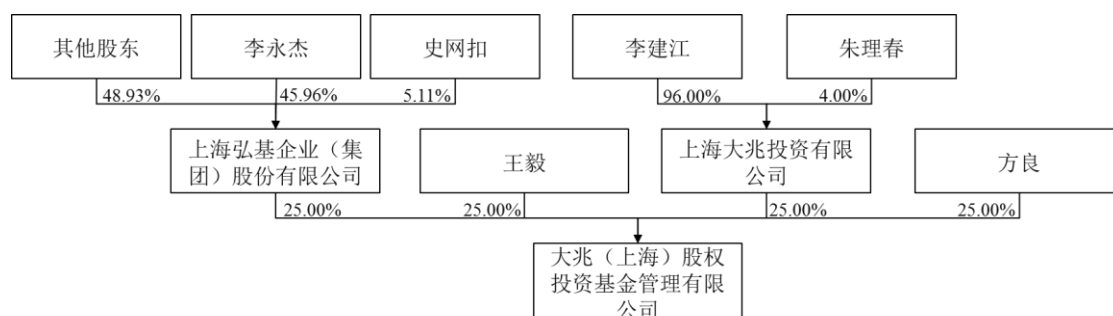 其他股东
李永杰
史网扣
李建江
朱理春
48.93%
45.96%
5.11%
96.00%
4.00%
上海弘基企业（集
团）股份有限公司
王毅
上海大兆投资有限
公司
方良
25.00%
25.00%
25.00%
25.00%
大兆（上海）股权
投资基金管理有限
公司